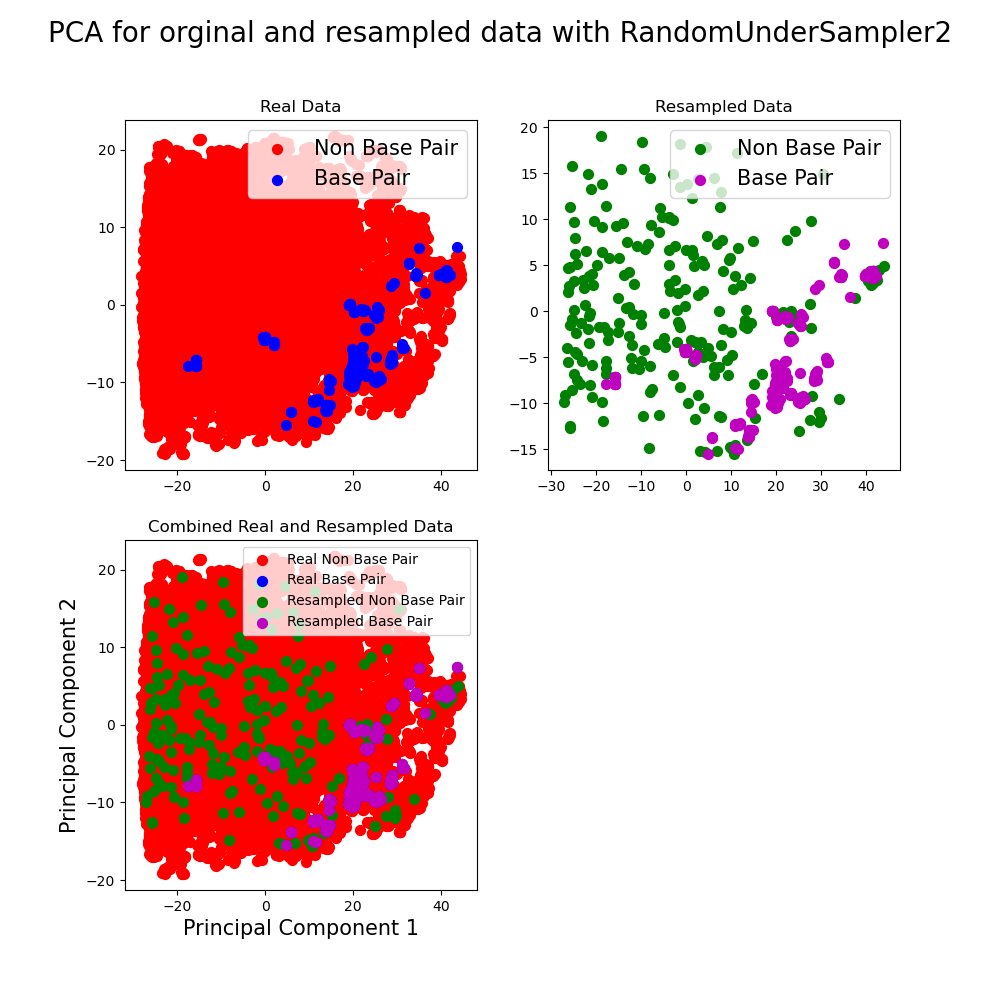 PCA for orginal and resampled data with RandomUnderSampler2
Real Data
Non Base Pair
Base Pair
20
10
0
−10
−20
−20 0 20 40
Resampled Data
Non Base Pair
Base Pair
20
15
10
5
0
−5
−10
−15
−30 −20 −10 0 10 20 30 40
Combined Real and Resampled Data
Real Non Base Pair
Real Base Pair
Resampled Non Base Pair
Resampled Base Pair
Principal Component 2
20
10
0
−10
−20
−20 0 20 40
Principal Component 1